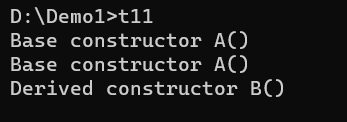 D:\Demo1>t11
Base constructor A()
Base constructor A()
Derived constructor B()